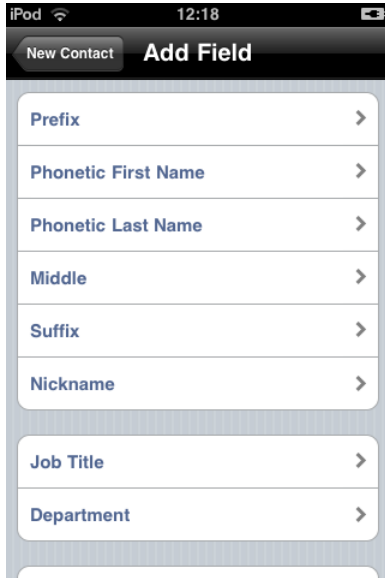 iPod 12:18
New Contact Add Field
Prefix
Phonetic First Name
Phonetic Last Name
Middle
Suffix
Nickname
Job Title
Department